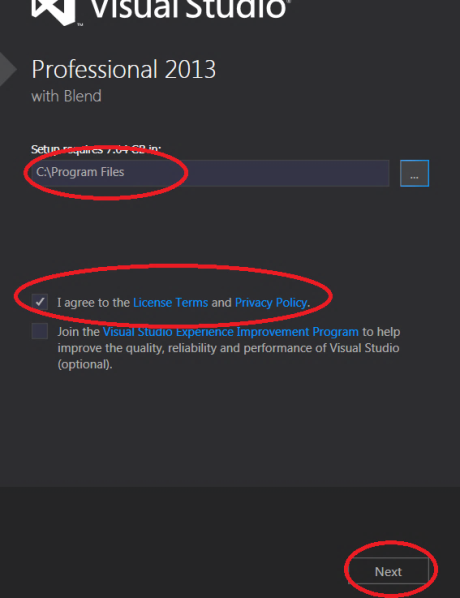 Visual Studio®
Professional 2013
with Blend
Setup requires 7.04 GB in:
C:\Program Files
...
I agree to the License Terms and Privacy Policy.
Join the Visual Studio Experience Improvement Program to help
improve the quality, reliability and performance of Visual Studio
(optional).
Next